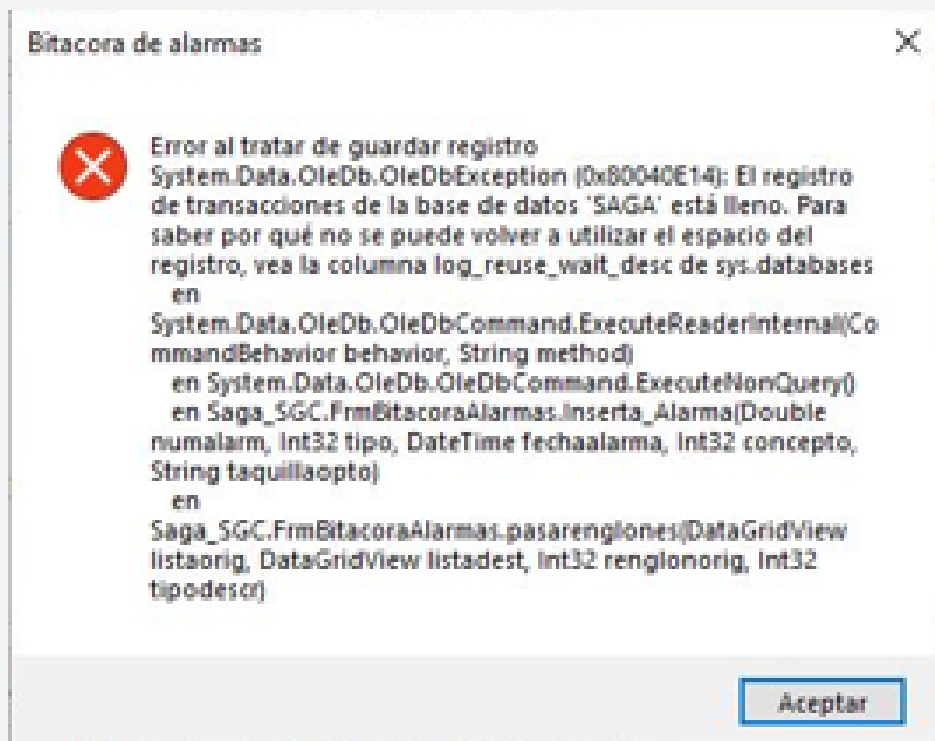 Bitacora de alarmas
Error al tratar de guardar registro
System.Data.OleDb.OleDbException (0x80040E14): El registro
de transacciones de la base de datos 'SAGA' está lleno. Para
saber por qué no se puede volver a utilizar el espacio del
registro, vea la columna log_reuse_wait_desc de sys.databases
en
System.Data.OleDb.OleDbCommand.ExecuteReaderInternal(Co
mmandBehavior behavior, String method)
en System.Data.OleDb.OleDbCommand.ExecuteNonQuery()
en Saga_SGC.FrmBitacoraAlarmas.Inserta_Alarma(Double
numalarm, Int32 tipo, DateTime fechaalarma, Int32 concepto,
String taquillaopto)
en
Saga_SGC.FrmBitacoraAlarmas.pasarenglones(DataGridView
listaorig, DataGridView listadest, Int32 renglonorig, Int32
tipodescr)
Aceptar